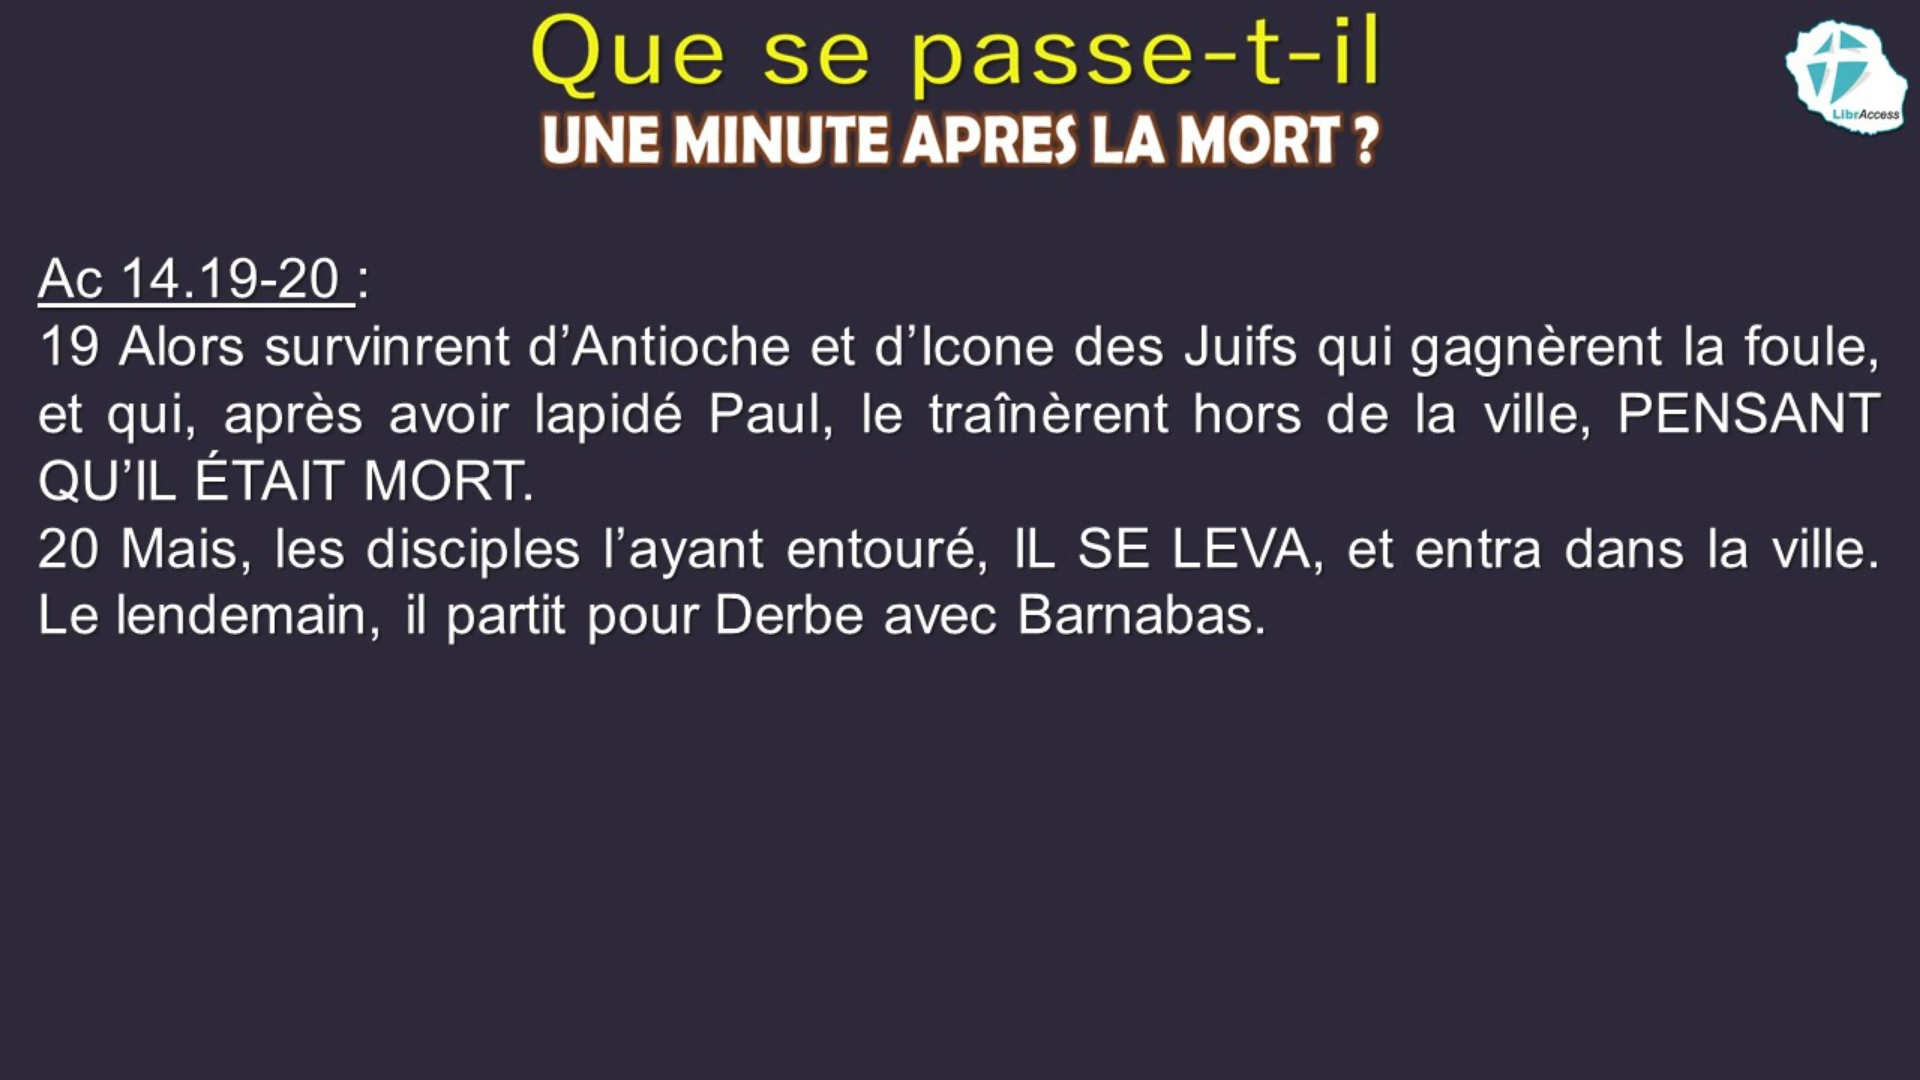 Que se passe-t-il
UNE MINUTE APRES LA MORT ?
LibrAccess
Ac 14.19-20 :
19 Alors survinrent d’Antioche et d’Icone des Juifs qui gagnèrent la foule,
et qui, après avoir lapidé Paul, le traînèrent hors de la ville, PENSANT
QU’IL ÉTAIT MORT.
20 Mais, les disciples l’ayant entouré, IL SE LEVA, et entra dans la ville.
Le lendemain, il partit pour Derbe avec Barnabas.